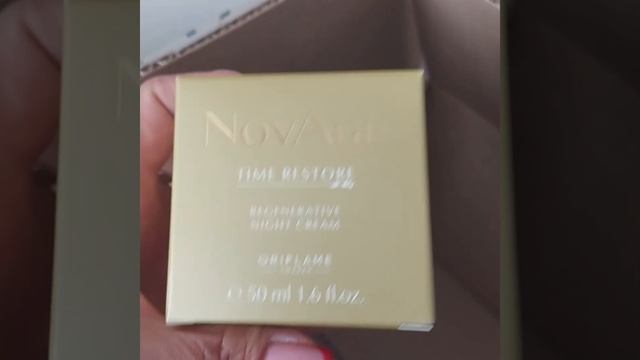 NovAge
TIME RESTORE
REGENERATIVE
NIGHT CREAM
ORIFLAME
e 50 ml 1.6 fl.oz.